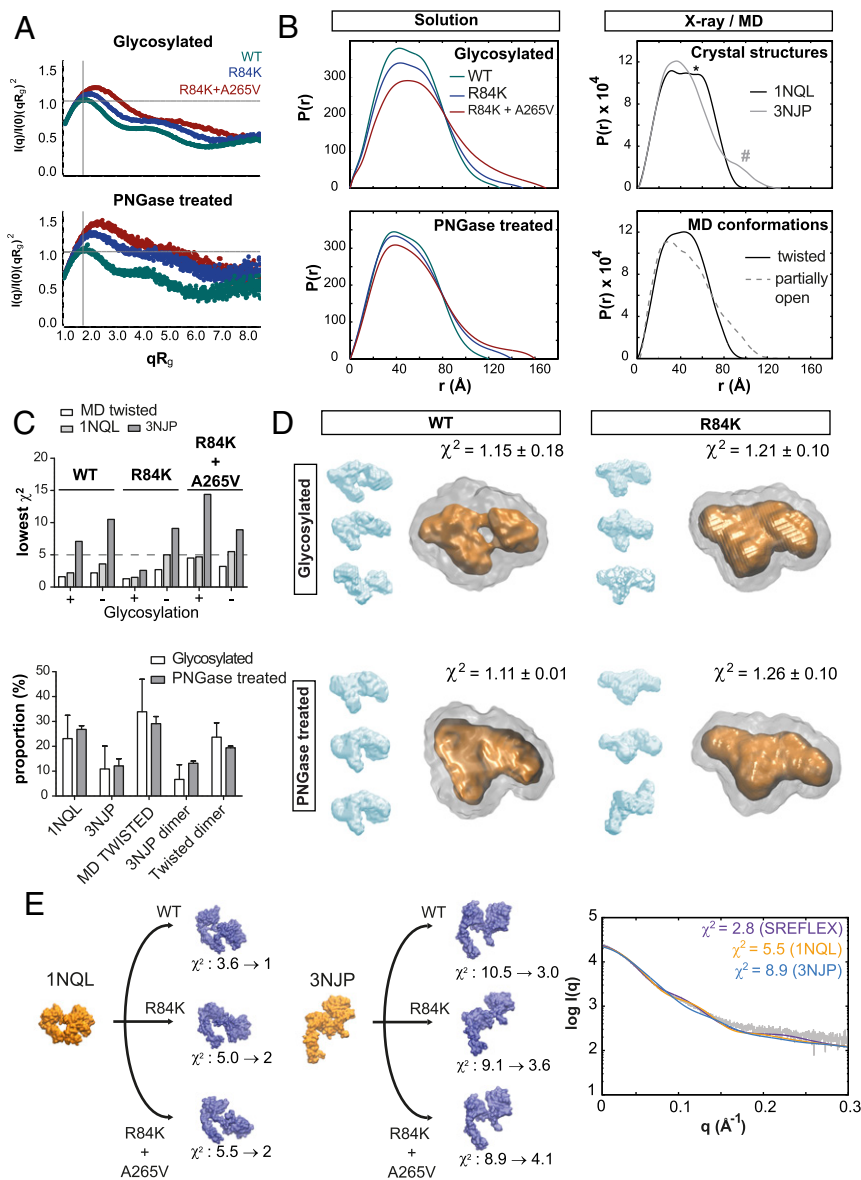 A
Glycosylated
WT
R84K
R84K+A265V
I(q)/I(0)(qRg)²
1.5
1.0
0.5
0.0
PNGase treated
I(q)/I(0)(qRg)²
1.5
1.0
0.5
0.0
1.0 2.0 3.0 4.0 5.0 6.0 7.0 8.0
qRg
B
Solution
X-ray / MD
Glycosylated
WT
R84K
R84K + A265V
P(r)
300
200
100
0
Crystal structures
1NQL
3NJP
*
#
P(r) x 10⁴
12
8
4
0
PNGase treated
P(r)
300
200
100
0
0 40 80 120 180
r (Å)
MD conformations
twisted
partially
open
P(r) x 10⁴
12
8
4
0
0 40 80 120 180
r (Å)
C
MD twisted
1NQL 3NJP
WT R84K R84K
+
A265V
lowest χ²
20
15
10
5
0
+ - + - + -
Glycosylation
Glycosylated
PNGase treated
proportion (%)
50
40
30
20
10
0
1NQL
3NJP
MD TWISTED
3NJP dimer
Twisted dimer
D
WT
R84K
Glycosylated
χ² = 1.15 ± 0.18
χ² = 1.21 ± 0.10
PNGase treated
χ² = 1.11 ± 0.01
χ² = 1.26 ± 0.10
E
1NQL
WT
χ² : 3.6 → 1
R84K
χ² : 5.0 → 2
R84K
+
A265V
χ² : 5.5 → 2
3NJP
WT
χ² : 10.5 → 3.0
R84K
χ² : 9.1 → 3.6
R84K
+
A265V
χ² : 8.9 → 4.1
χ² = 2.8 (SREFLEX)
χ² = 5.5 (1NQL)
χ² = 8.9 (3NJP)
log I(q)
5
4
3
2
1
0 0.1 0.2 0.3
q (Å⁻¹)